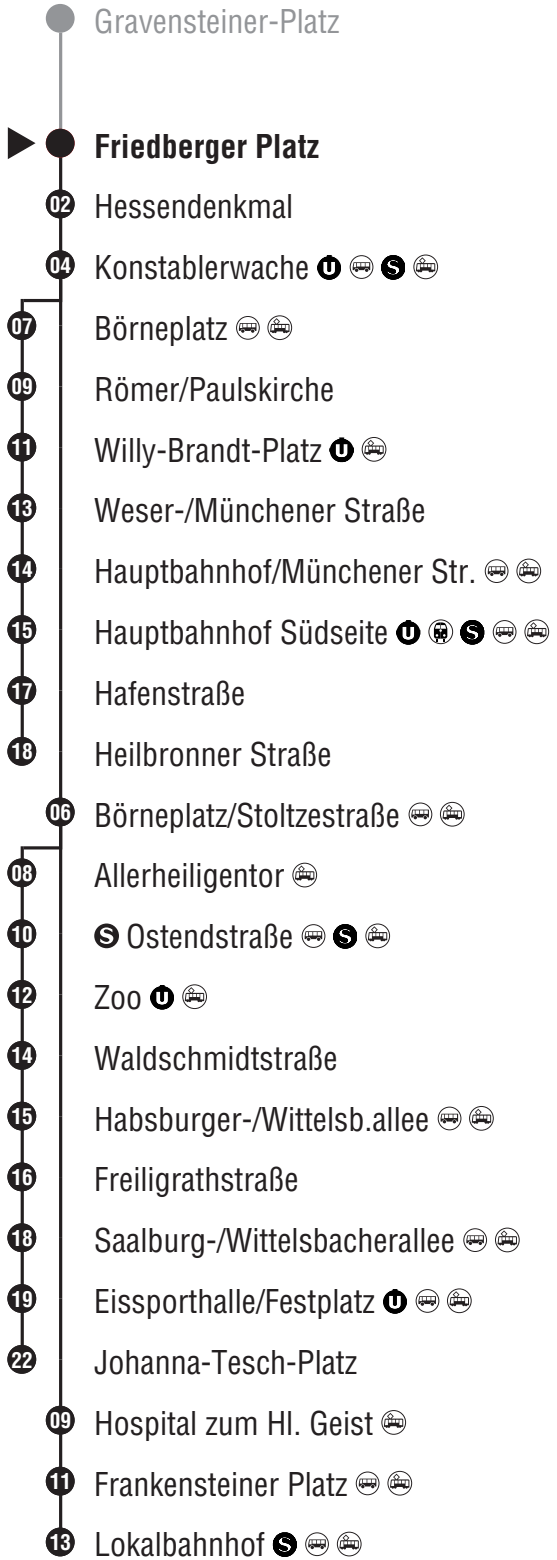 Gravensteiner-Platz
Friedberger Platz
02 Hessendenkmal
04 Konstablerwache U S
07 Börneplatz
09 Römer/Paulskirche
11 Willy-Brandt-Platz U
13 Weser-/Münchener Straße
14 Hauptbahnhof/Münchener Str.
15 Hauptbahnhof Südseite U S
17 Hafenstraße
18 Heilbronner Straße
06 Börneplatz/Stoltzestraße
08 Allerheiligentor
10 S Ostendstraße S
12 Zoo U
14 Waldschmidtstraße
15 Habsburger-/Wittelsb.allee
16 Freiligrathstraße
18 Saalburg-/Wittelsbacherallee
19 Eissporthalle/Festplatz U
22 Johanna-Tesch-Platz
09 Hospital zum Hl. Geist
11 Frankensteiner Platz
13 Lokalbahnhof S